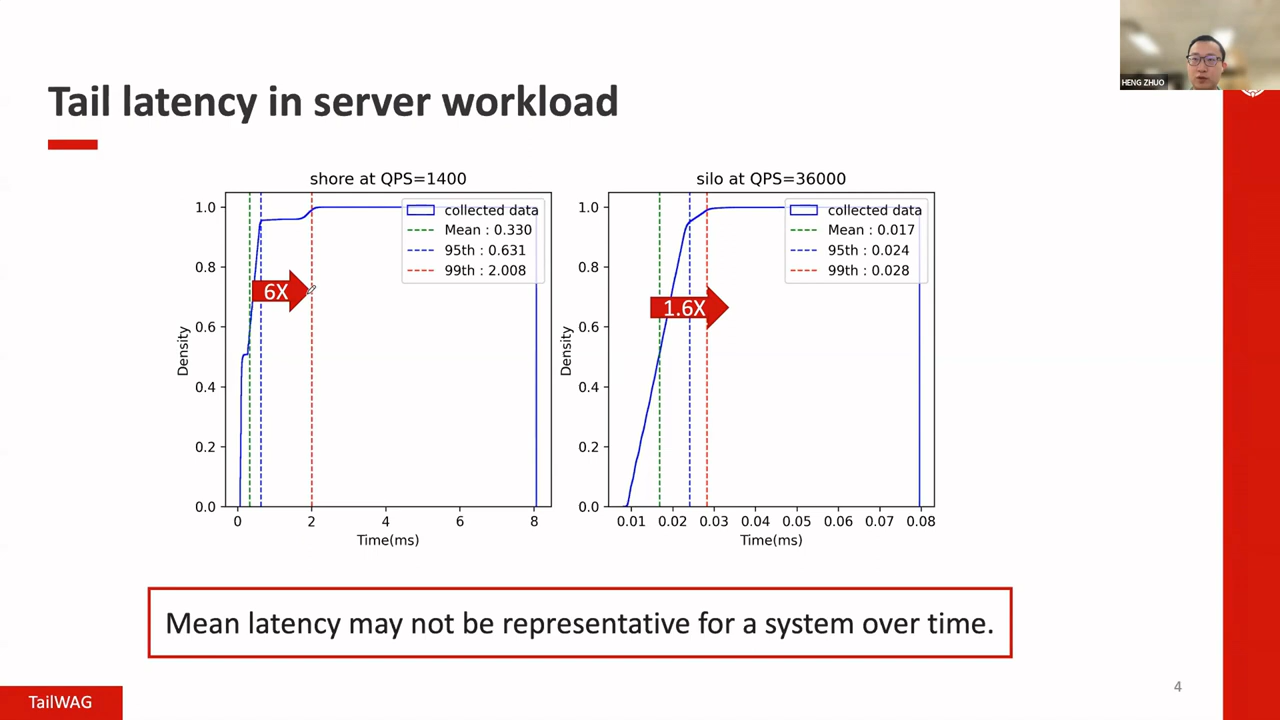 HENG ZHUO
Tail latency in server workload
shore at QPS=1400
1.0
0.8
0.6
0.4
0.2
0.0
Density
0
2
4
6
8
Time(ms)
collected data
Mean : 0.330
95th : 0.631
99th : 2.008
6X
silo at QPS=36000
1.0
0.8
0.6
0.4
0.2
0.0
Density
0.01
0.02
0.03
0.04
0.05
0.06
0.07
0.08
Time(ms)
collected data
Mean : 0.017
95th : 0.024
99th : 0.028
1.6X
Mean latency may not be representative for a system over time.
TailWAG
4